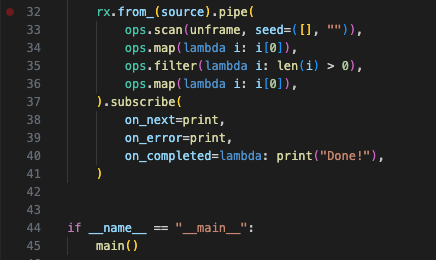 32 rx.from_(source).pipe(
33 ops.scan(unframe, seed=([], "")),
34 ops.map(lambda i: i[0]),
35 ops.filter(lambda i: len(i) > 0),
36 ops.map(lambda i: i[0]),
37 ).subscribe(
38 on_next=print,
39 on_error=print,
40 on_completed=lambda: print("Done!"),
41 )
42
43
44 if __name__ == "__main__":
45 main()